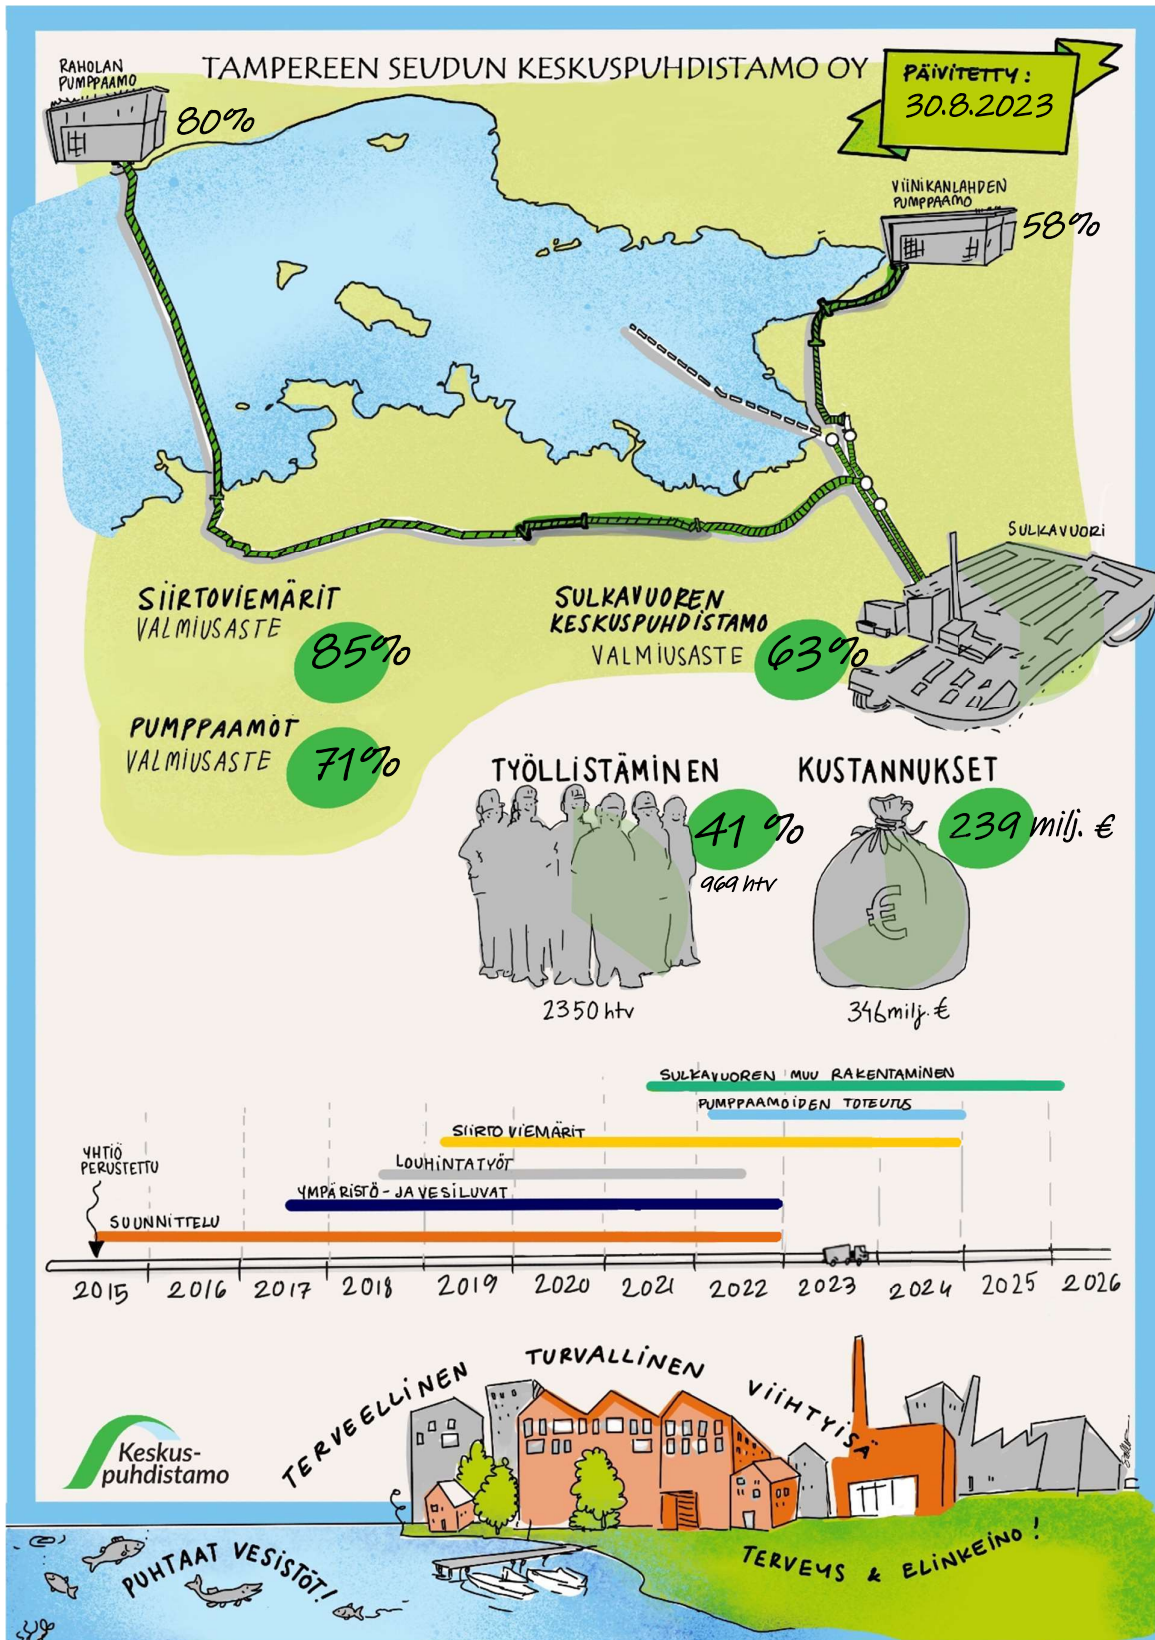 TAMPEREEN SEUDUN KESKUSPUHDISTAMO OY
PÄIVITETTY:
30.8.2023
RAHOLAN
PUMPPAAMO
80%
VIINIKANLAHDEN
PUMPPAAMO
58%
SULKAVUORI
SIIRTOVIEMÄRIT
VALMIUSASTE
85%
SULKAVUOREN
KESKUSPUHDISTAMO
VALMIUSASTE
63%
PUMPPAAMOT
VALMIUSASTE
71%
TYÖLLISTÄMINEN
41 %
969 htv
2350 htv
KUSTANNUKSET
239 milj. €
€
346 milj. €
SULKAVUOREN MUU RAKENTAMINEN
PUMPPAAMOIDEN TOTEUTUS
SIIRTOVIEMÄRIT
LOUHINTATYÖT
YMPÄRISTÖ- JA VESILUVAT
YHTIÖ
PERUSTETTU
SUUNNITTELU
2015 2016 2017 2018 2019 2020 2021 2022 2023 2024 2025 2026
TERVEELLINEN TURVALLINEN VIIHTYISÄ
Keskus-
puhdistamo
PUHTAAT VESISTÖT!
TERVEYS & ELINKEINO!